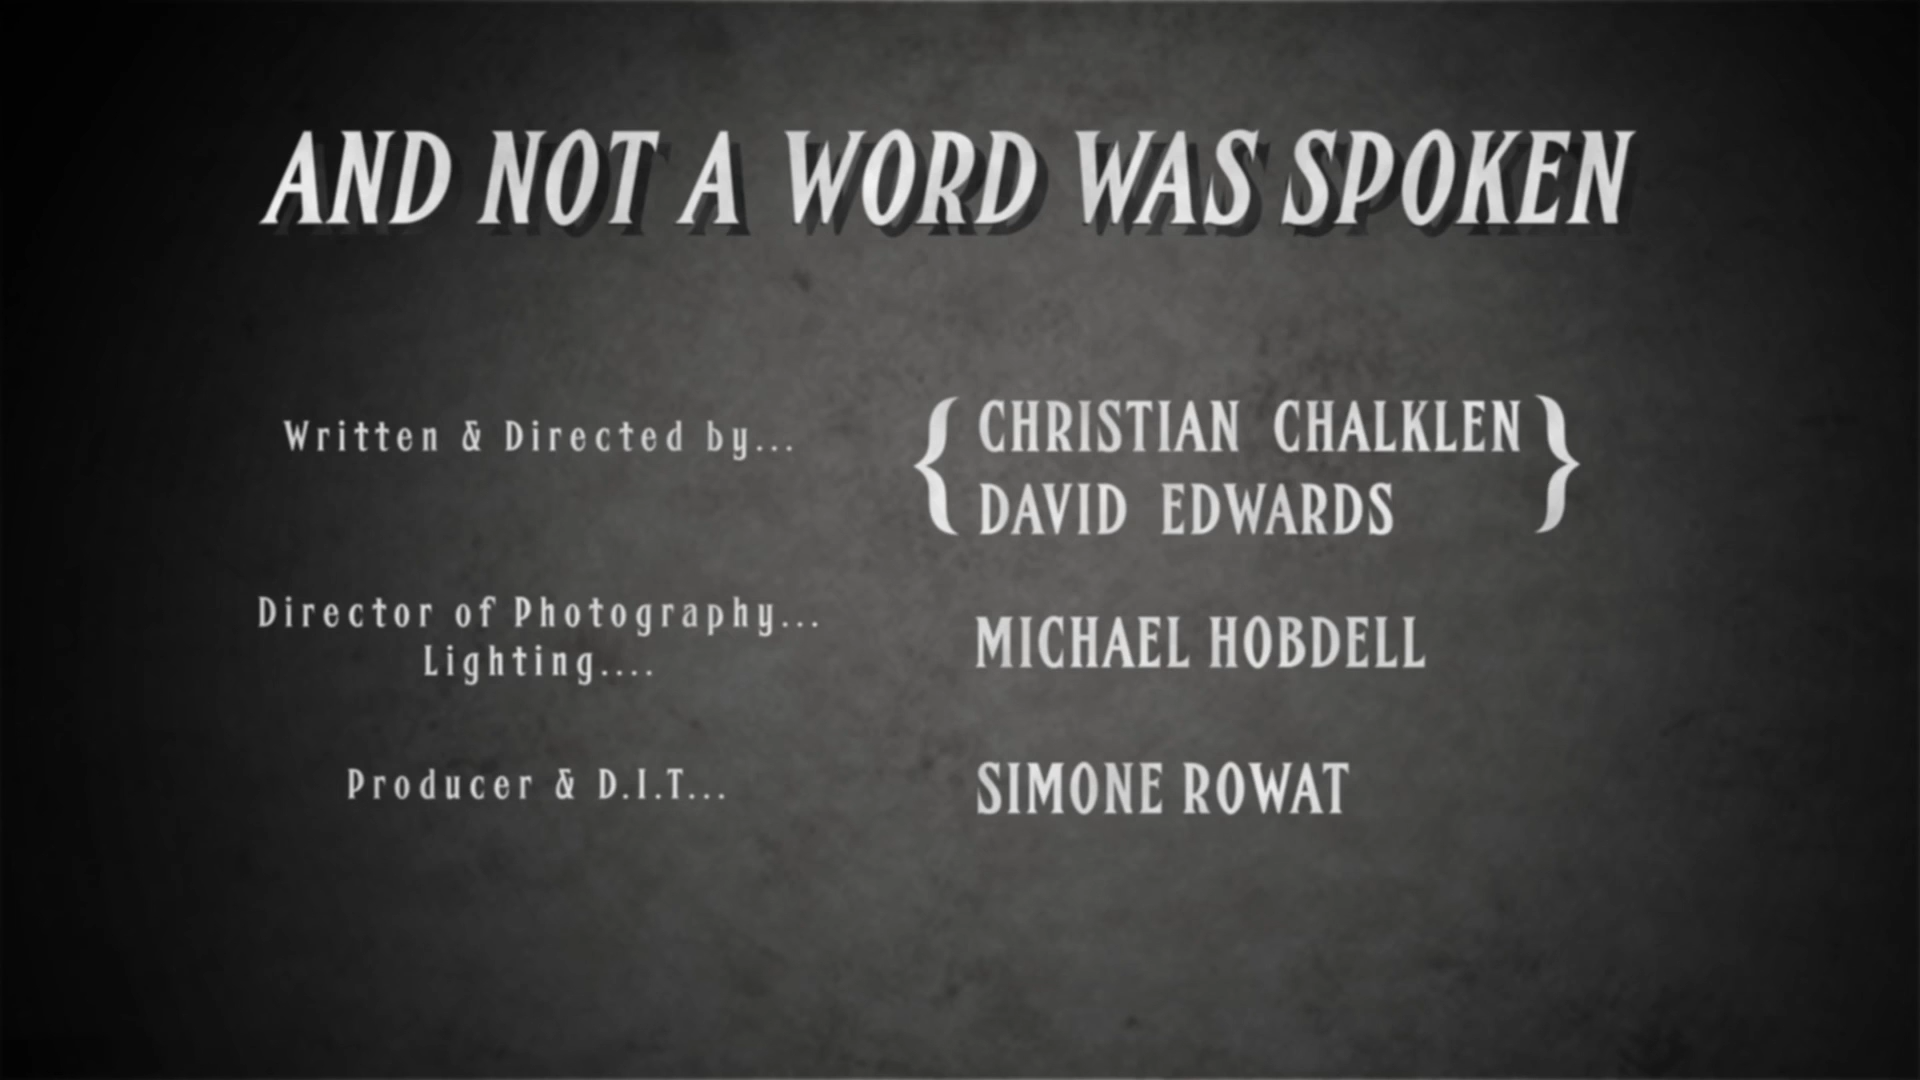 AND NOT A WORD WAS SPOKEN
Written & Directed by...
{ CHRISTIAN CHALKLEN }
DAVID EDWARDS
Director of Photography...
Lighting....
MICHAEL HOBDELL
Producer & D.I.T...
SIMONE ROWAT